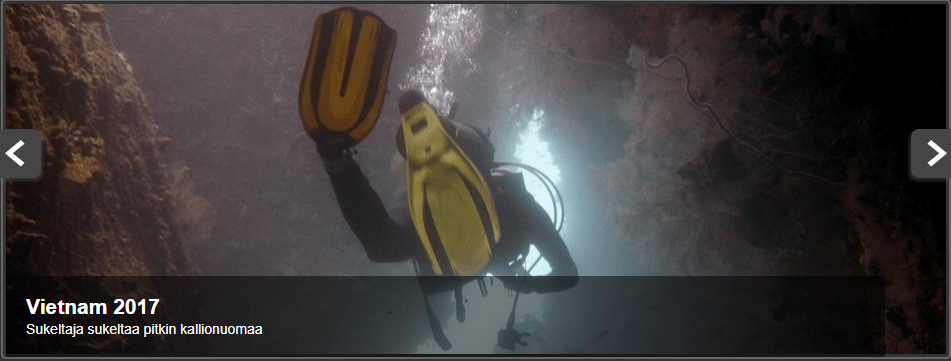 Vietnam 2017
Sukeltaja sukeltaa pitkin kallionuomaa